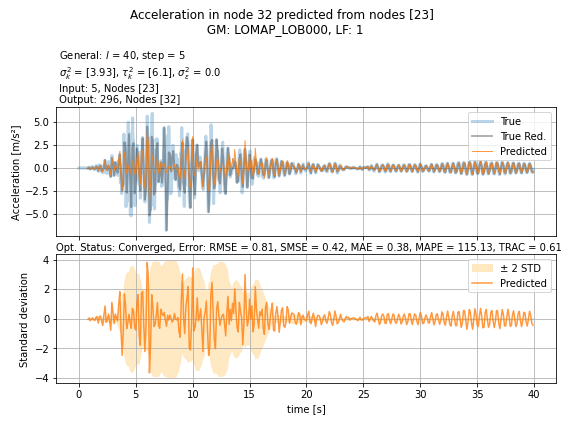 Acceleration in node 32 predicted from nodes [23]
GM: LOMAP_LOB000, LF: 1
General: l = 40, step = 5
σ²ₖ = [3.93], τ²ₖ = [6.1], σ²ε = 0.0
Input: 5, Nodes [23]
Output: 296, Nodes [32]
Acceleration [m/s²]
5.0
2.5
0.0
−2.5
−5.0
True
True Red.
Predicted
Opt. Status: Converged, Error: RMSE = 0.81, SMSE = 0.42, MAE = 0.38, MAPE = 115.13, TRAC = 0.61
Standard deviation
4
2
0
−2
−4
± 2 STD
Predicted
0 5 10 15 20 25 30 35 40
time [s]